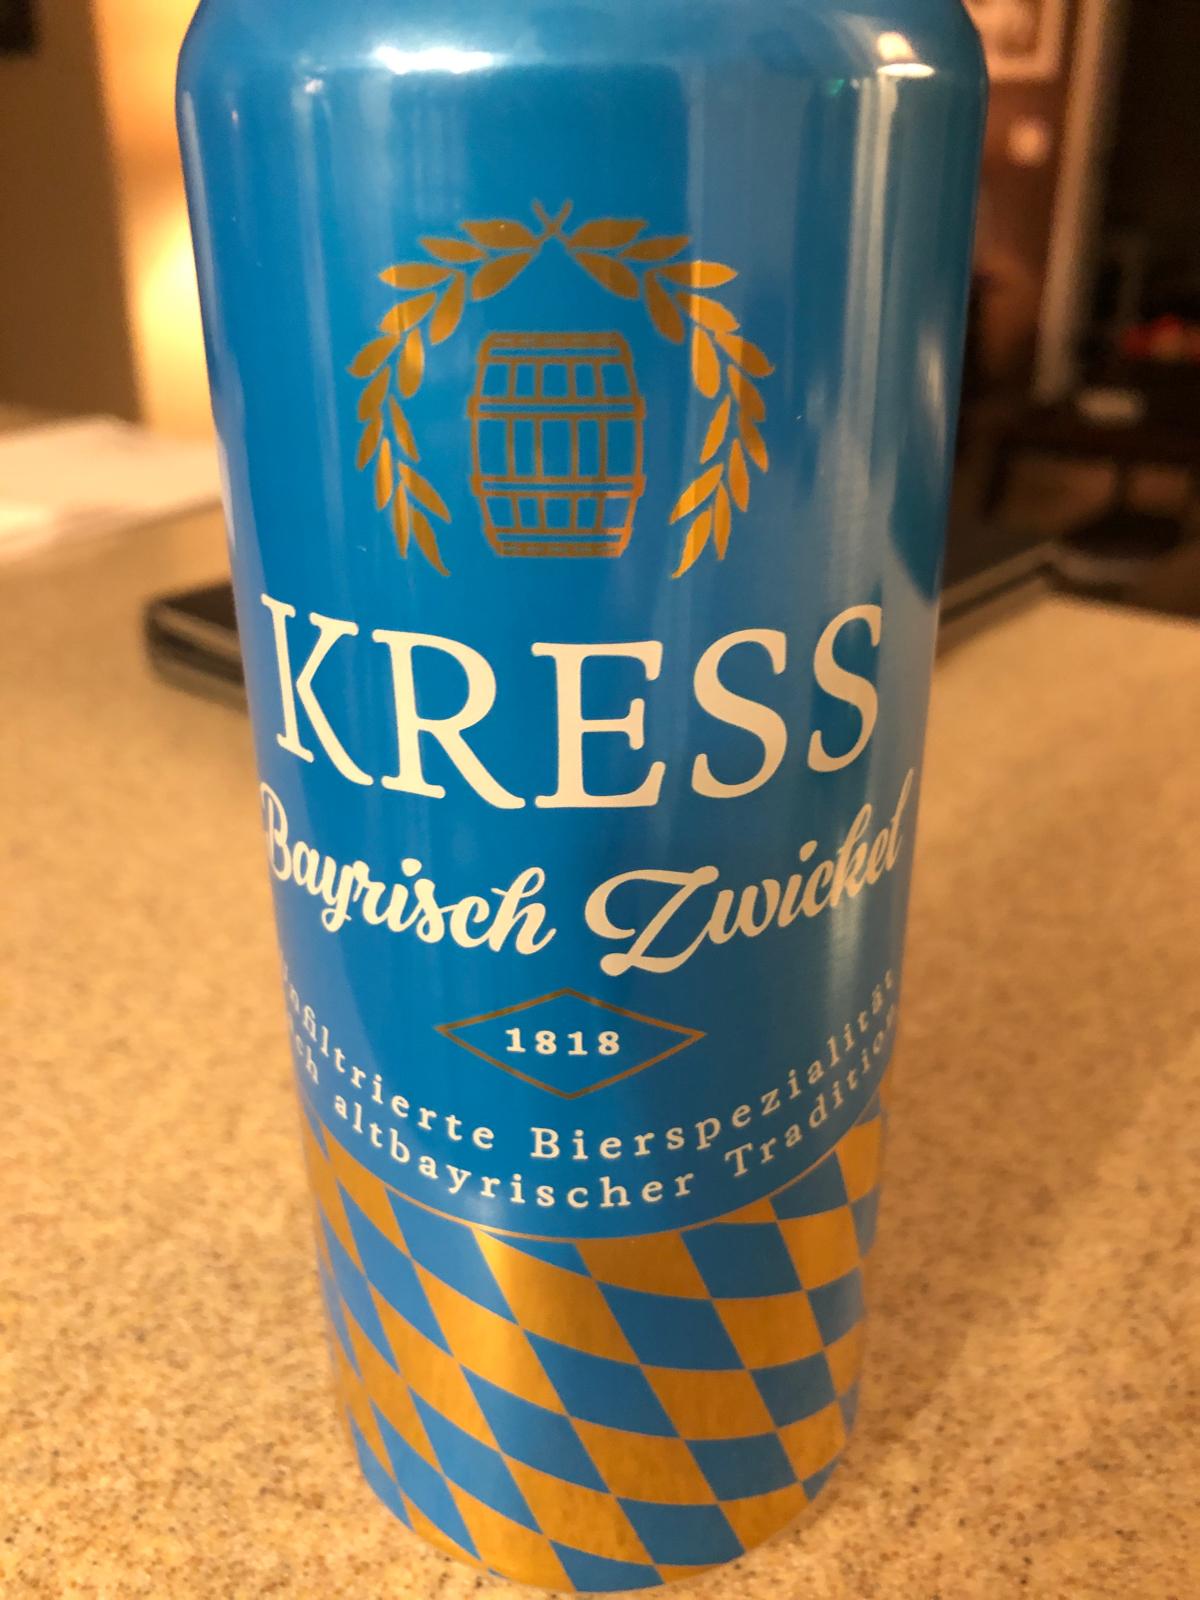 KRESS
Bayrisch Zwickel
1818
nfiltrierte Bierspezialität
ch altbayrischer Tradition